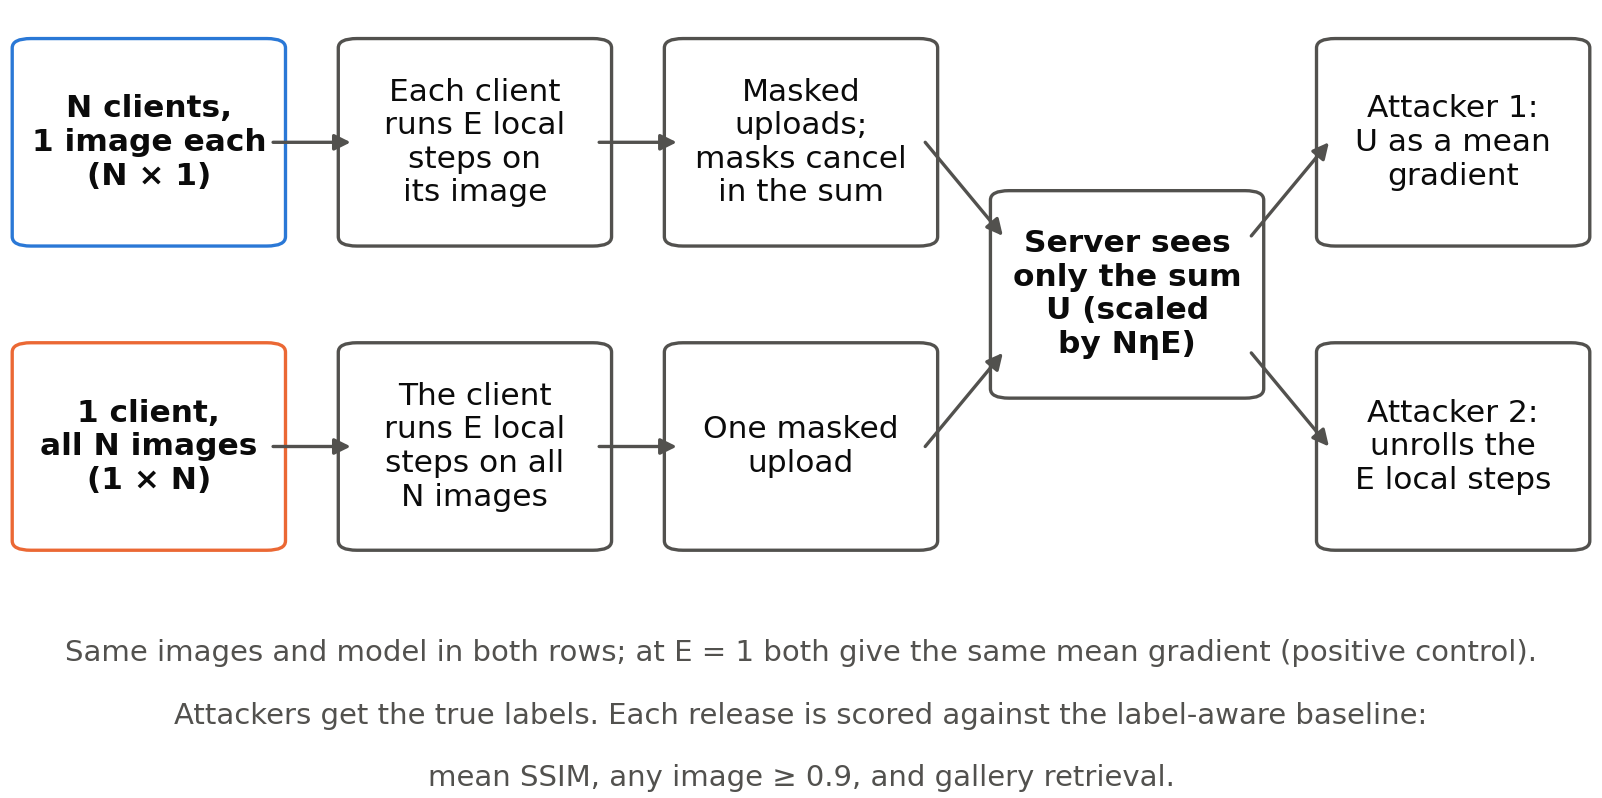 N clients,
1 image each
(N × 1)
Each client
runs E local
steps on
its image
Masked
uploads;
masks cancel
in the sum
Attacker 1:
U as a mean
gradient
Server sees
only the sum
U (scaled
by NηE)
1 client,
all N images
(1 × N)
The client
runs E local
steps on all
N images
One masked
upload
Attacker 2:
unrolls the
E local steps
Same images and model in both rows; at E = 1 both give the same mean gradient (positive control).
Attackers get the true labels. Each release is scored against the label-aware baseline:
mean SSIM, any image ≥ 0.9, and gallery retrieval.